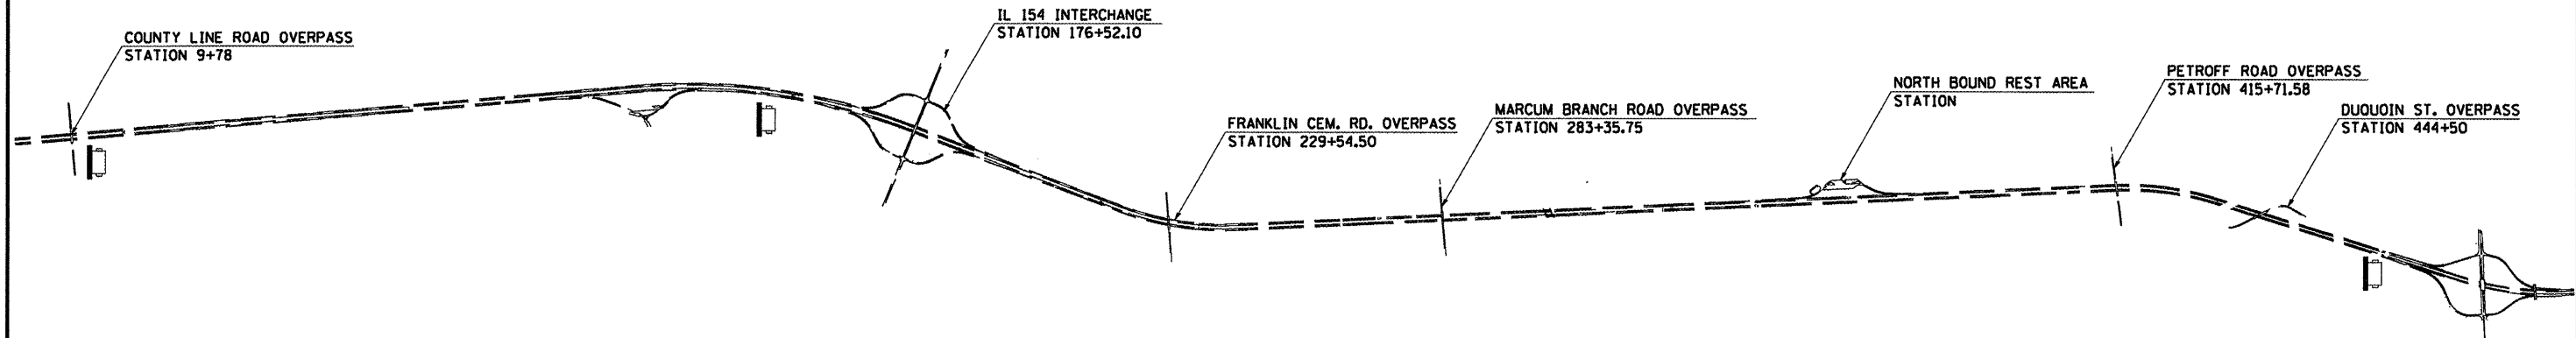 COUNTY LINE ROAD OVERPASS
STATION 9+78
IL 154 INTERCHANGE
STATION 176+52.10
FRANKLIN CEM. RD. OVERPASS
STATION 229+54.50
MARCUM BRANCH ROAD OVERPASS
STATION 283+35.75
NORTH BOUND REST AREA
STATION
PETROFF ROAD OVERPASS
STATION 415+71.58
DUQUOIN ST. OVERPASS
STATION 444+50